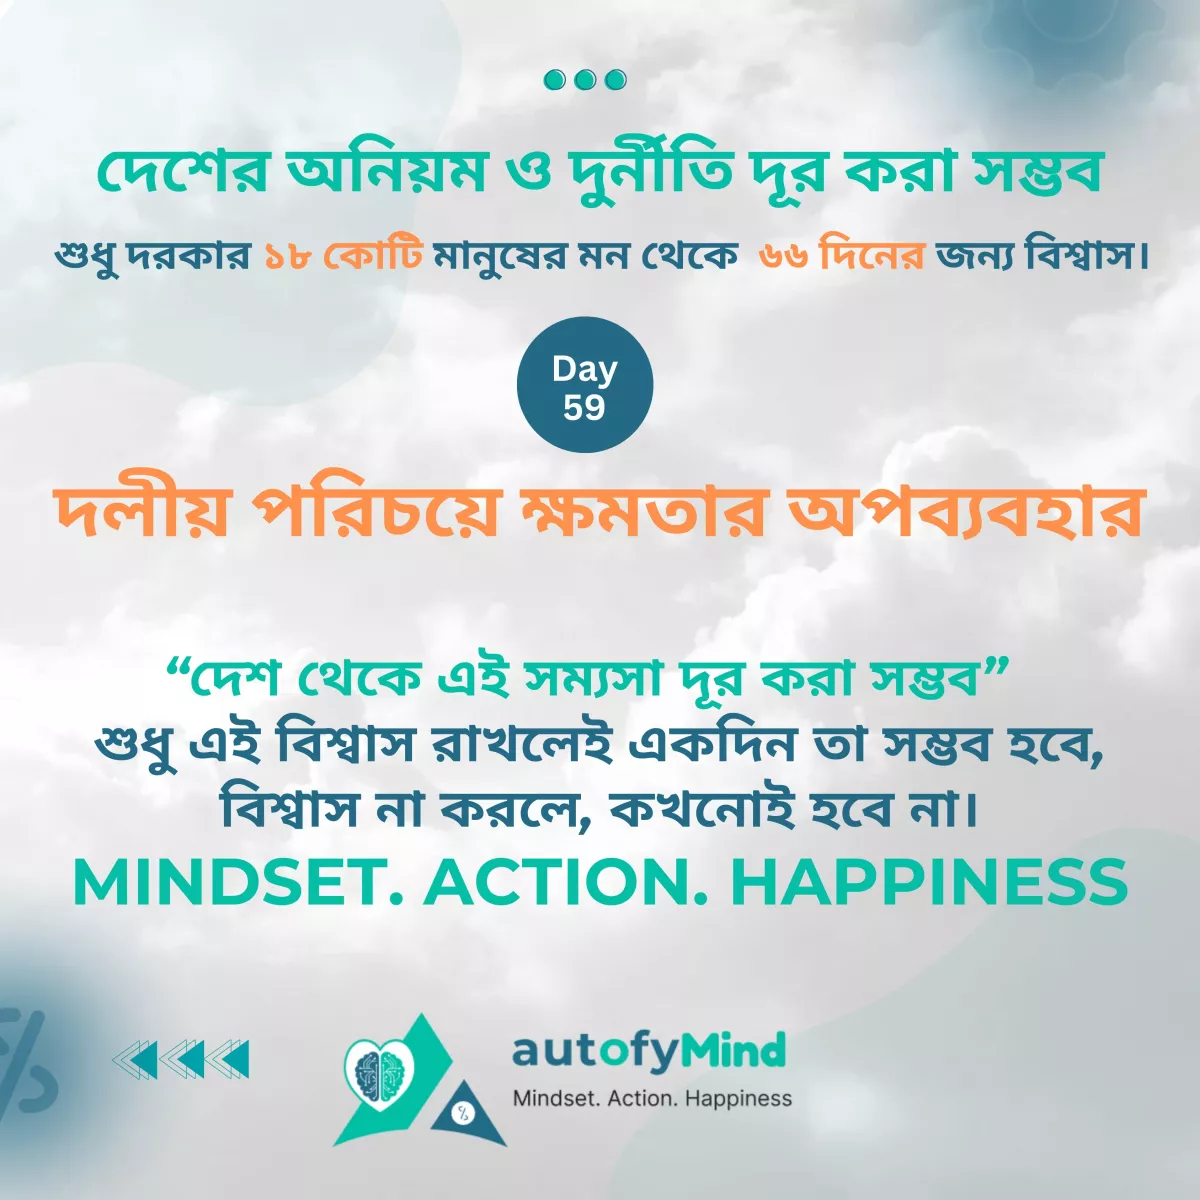 দেশের অনিয়ম ও দুর্নীতি দূর করা সম্ভব
শুধু দরকার ১৮ কোটি মানুষের মন থেকে ৬৬ দিনের জন্য বিশ্বাস।
Day
59
দলীয় পরিচয়ে ক্ষমতার অপব্যবহার
“দেশ থেকে এই সম্যসা দূর করা সম্ভব”
শুধু এই বিশ্বাস রাখলেই একদিন তা সম্ভব হবে,
বিশ্বাস না করলে, কখনোই হবে না।
MINDSET. ACTION. HAPPINESS
autofyMind
Mindset. Action. Happiness